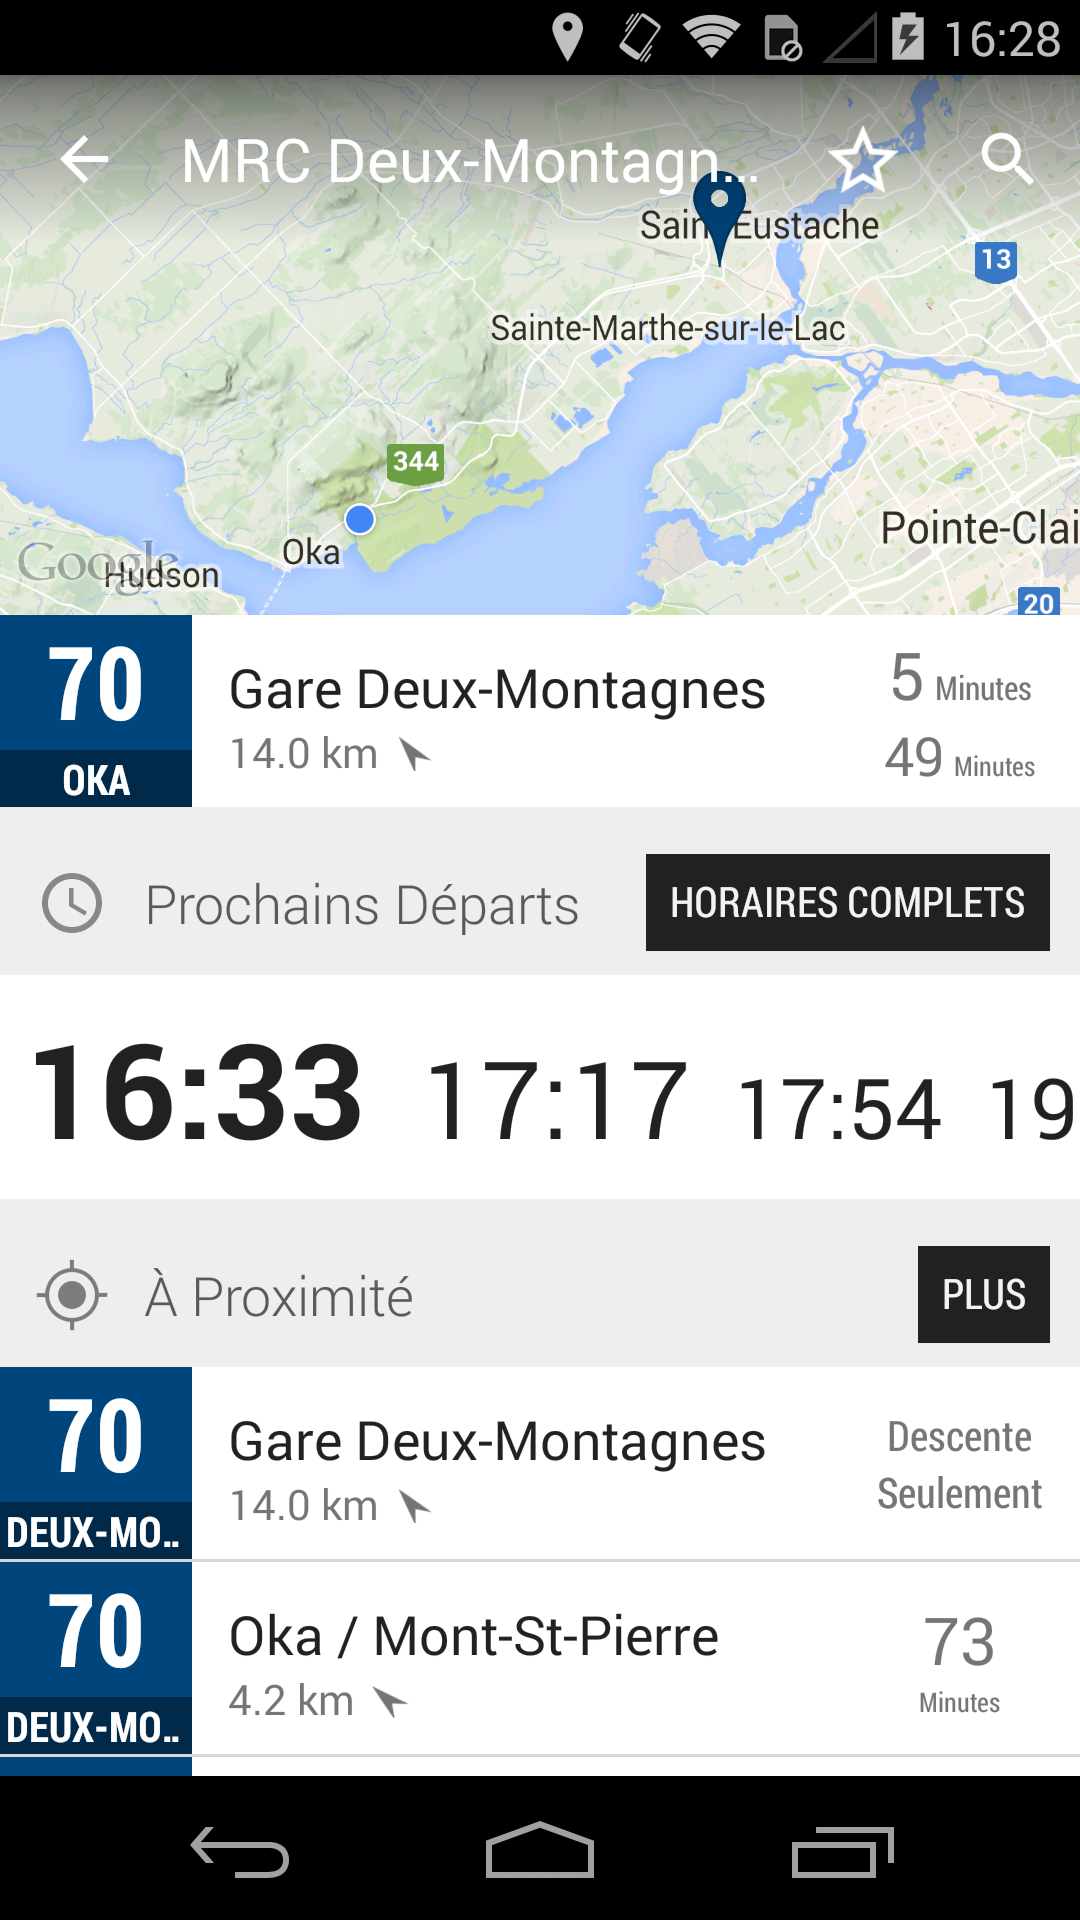 16:28
MRC Deux-Montagn...
Sain Eustache
13
Sainte-Marthe-sur-le-Lac
344
Pointe-Clai
Oka
Google
Hudson
20
70
OKA
Gare Deux-Montagnes
14.0 km
5 Minutes
49 Minutes
Prochains Départs
HORAIRES COMPLETS
16:33 17:17 17:54 19
À Proximité
PLUS
70
DEUX-MO..
Gare Deux-Montagnes
14.0 km
Descente
Seulement
70
DEUX-MO..
Oka / Mont-St-Pierre
4.2 km
73
Minutes